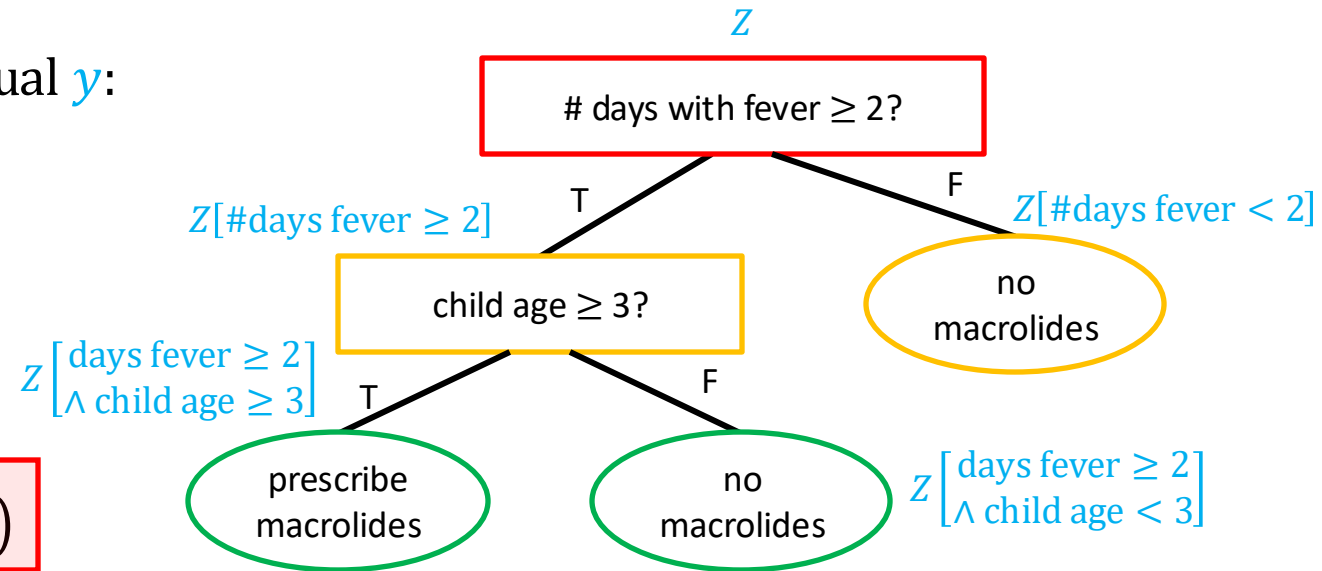 Z
ual y:
# days with fever ≥ 2?
T
F
Z[#days fever ≥ 2]
Z[#days fever < 2]
child age ≥ 3?
no
macrolides
Z[days fever ≥ 2
∧ child age ≥ 3]
T
F
prescribe
macrolides
no
macrolides
Z[days fever ≥ 2
∧ child age < 3]
)